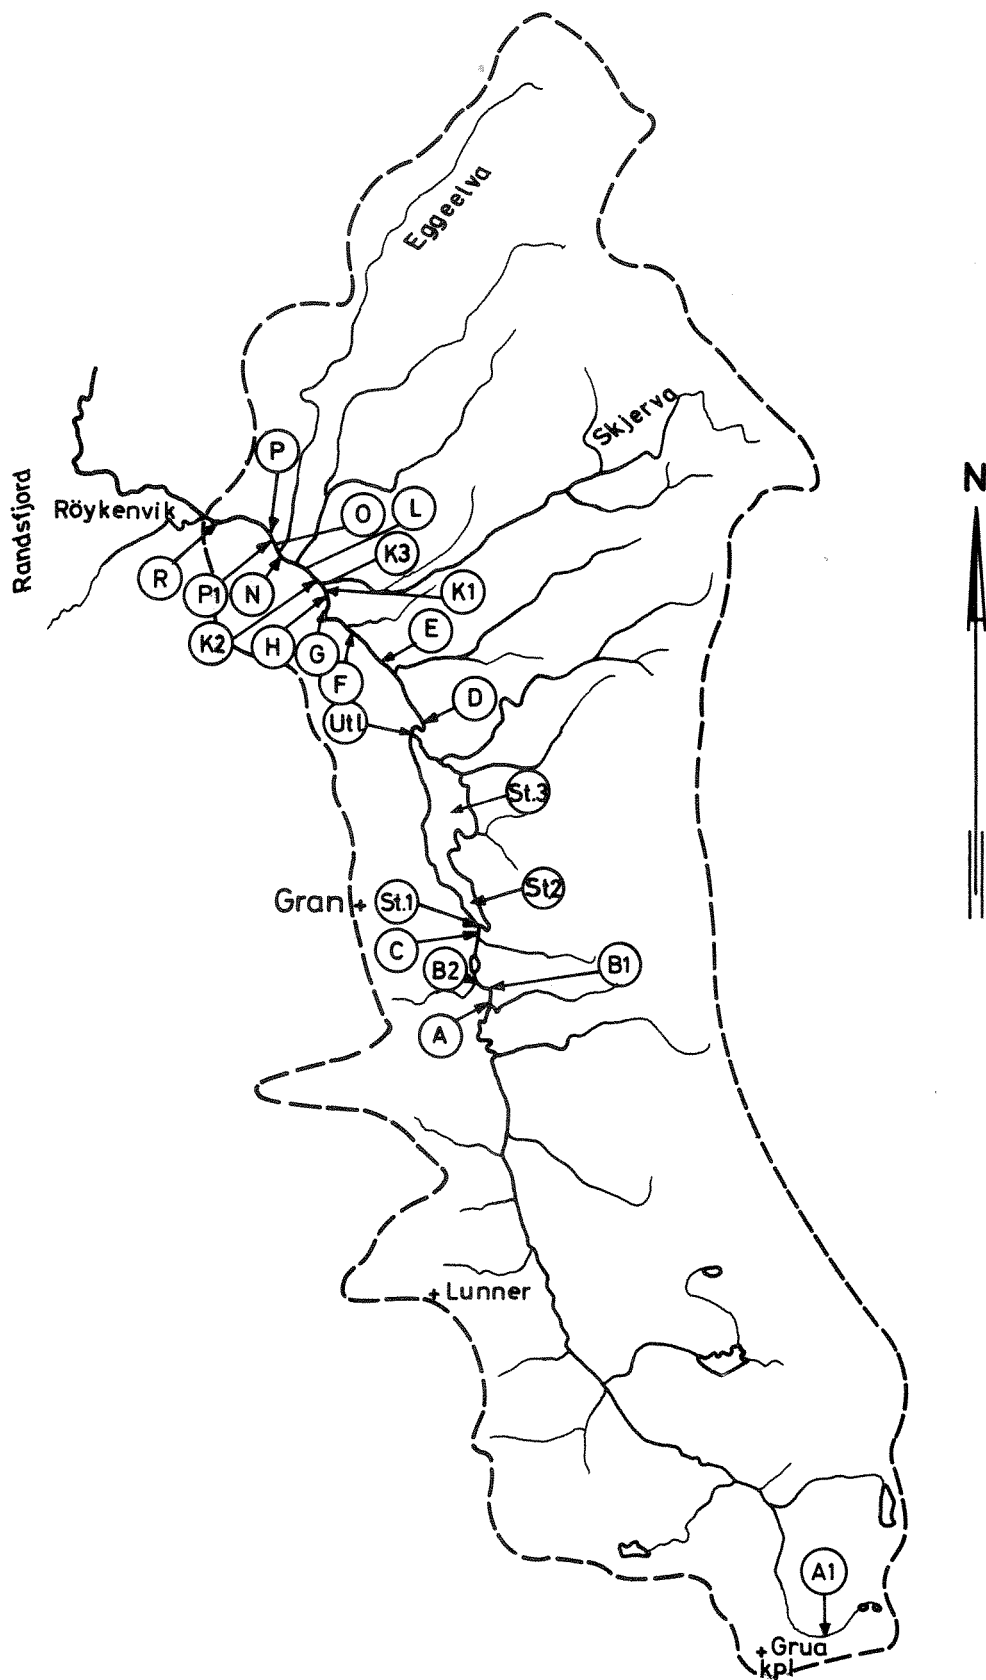 Eggeelva
Skjerva
P
N
Randsfjord
Röykenvik
O
L
K3
R
P1
N
K1
K2
H
G
E
F
D
Utl
St.3
St2
Gran
St.1
C
B2
B1
A
Lunner
A1
Grua
kpl